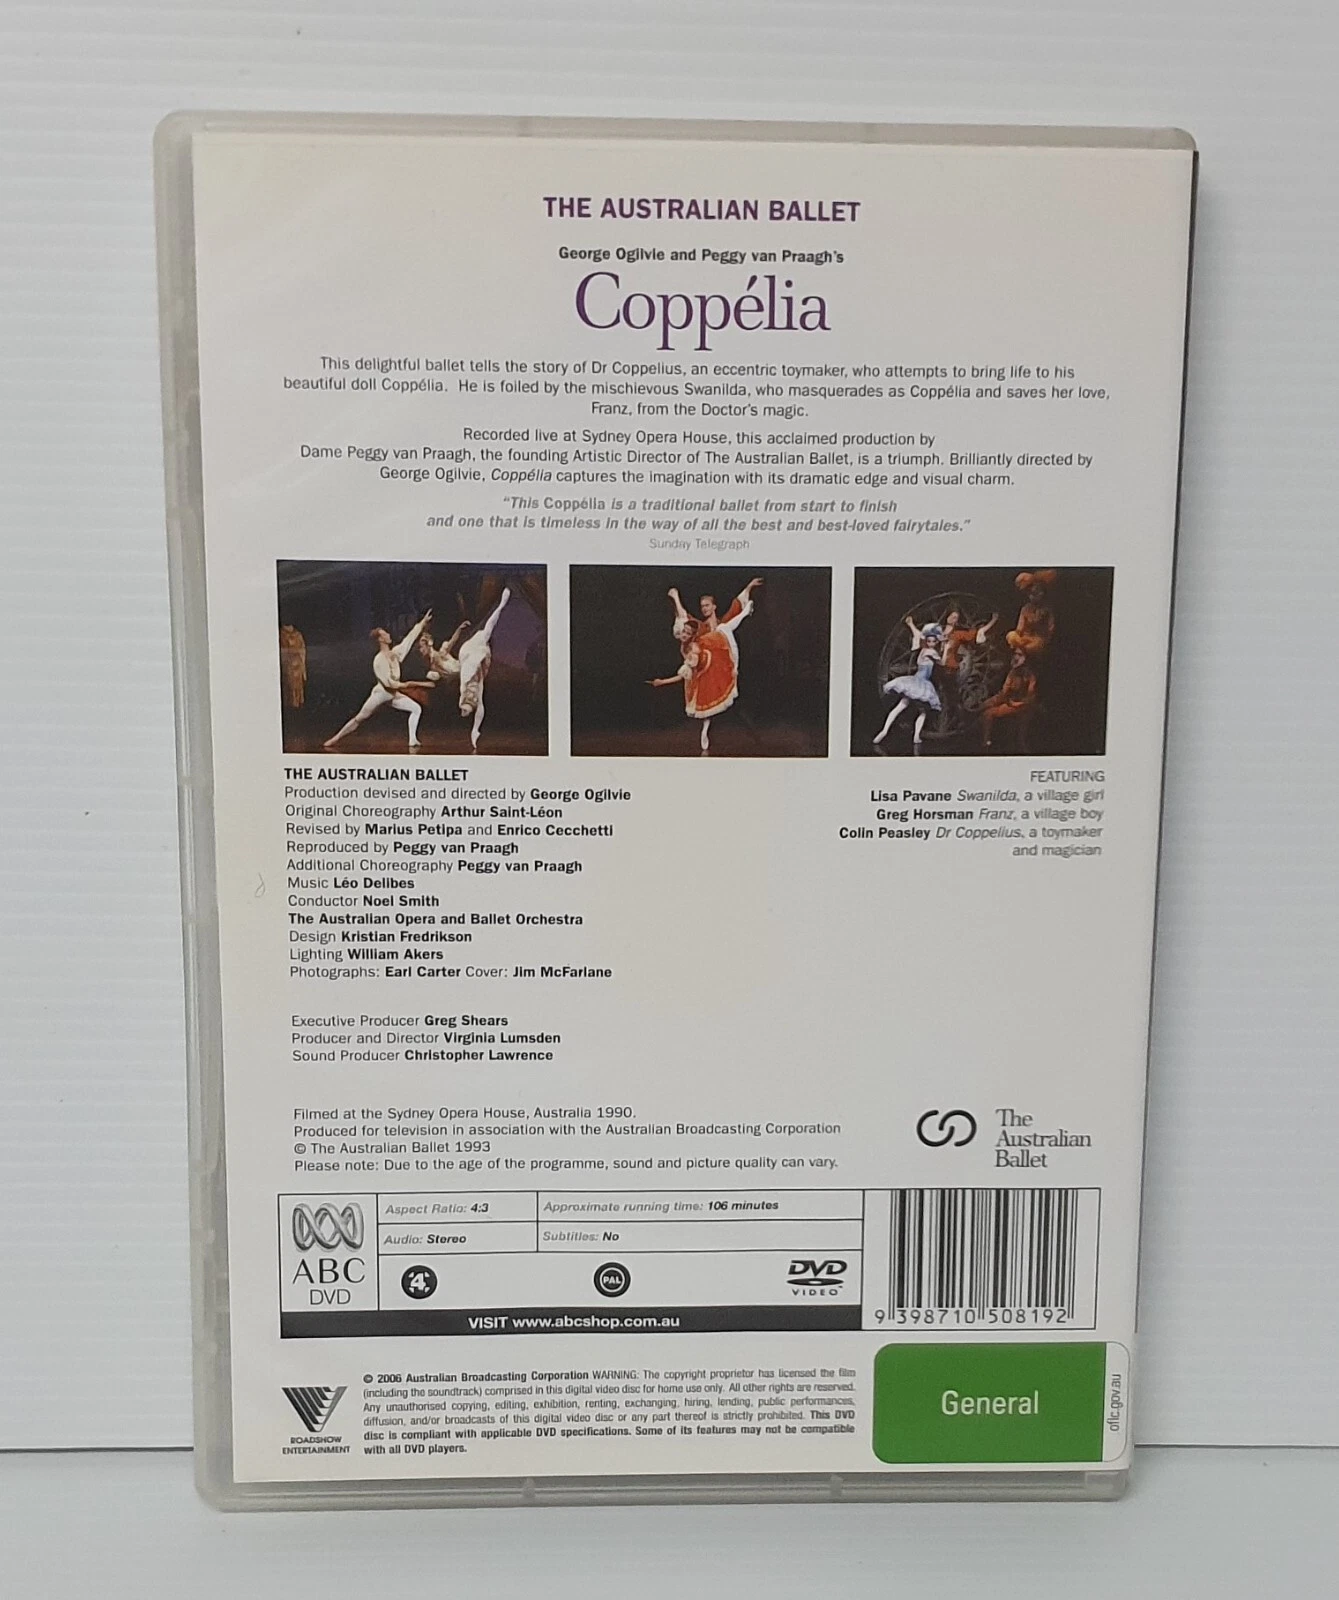 THE AUSTRALIAN BALLET
George Ogilvie and Peggy van Praagh's
Coppélia
This delightful ballet tells the story of Dr Coppelius, an eccentric toymaker, who attempts to bring life to his
beautiful doll Coppélia. He is foiled by the mischievous Swanilda, who masquerades as Coppélia and saves her love,
Franz, from the Doctor's magic.
Recorded live at Sydney Opera House, this acclaimed production by
Dame Peggy van Praagh, the founding Artistic Director of The Australian Ballet, is a triumph. Brilliantly directed by
George Ogilvie, Coppélia captures the imagination with its dramatic edge and visual charm.
"This Coppélia is a traditional ballet from start to finish
and one that is timeless in the way of all the best and best-loved fairytales."
Sunday Telegraph
THE AUSTRALIAN BALLET
Production devised and directed by George Ogilvie
Original Choreography Arthur Saint-Léon
Revised by Marius Petipa and Enrico Cecchetti
Reproduced by Peggy van Praagh
Additional Choreography Peggy van Praagh
Music Léo Delibes
Conductor Noel Smith
The Australian Opera and Ballet Orchestra
Design Kristian Fredrikson
Lighting William Akers
Photographs: Earl Carter Cover: Jim McFarlane
FEATURING
Lisa Pavane Swanilda, a village girl
Greg Horsman Franz, a village boy
Colin Peasley Dr Coppelius, a toymaker
and magician
Executive Producer Greg Shears
Producer and Director Virginia Lumsden
Sound Producer Christopher Lawrence
Filmed at the Sydney Opera House, Australia 1990.
Produced for television in association with the Australian Broadcasting Corporation
© The Australian Ballet 1993
Please note: Due to the age of the programme, sound and picture quality can vary.
The
Australian
Ballet
ABC
DVD
Aspect Ratio: 4:3
Approximate running time: 106 minutes
Audio: Stereo
Subtitles: No
4
PAL
DVD
VIDEO
VISIT www.abcshop.com.au
9 398710 508192
ROADSHOW
ENTERTAINMENT
© 2006 Australian Broadcasting Corporation WARNING: The copyright proprietor has licensed the film
(including the soundtrack) comprised in this digital video disc for home use only. All other rights are reserved.
Any unauthorised copying, editing, exhibition, renting, exchanging, hiring, lending, public performances,
diffusion, and/or broadcasts of this digital video disc or any part thereof is strictly prohibited. This DVD
disc is compliant with applicable DVD specifications. Some of its features may not be compatible
with all DVD players.
General
oflc.gov.au